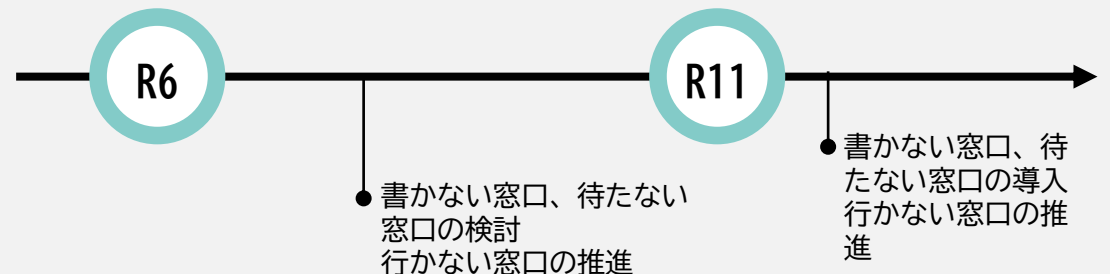 R6
R11
書かない窓口、待たない
窓口の検討
行かない窓口の推進
書かない窓口、待
たない窓口の導入
行かない窓口の推
進